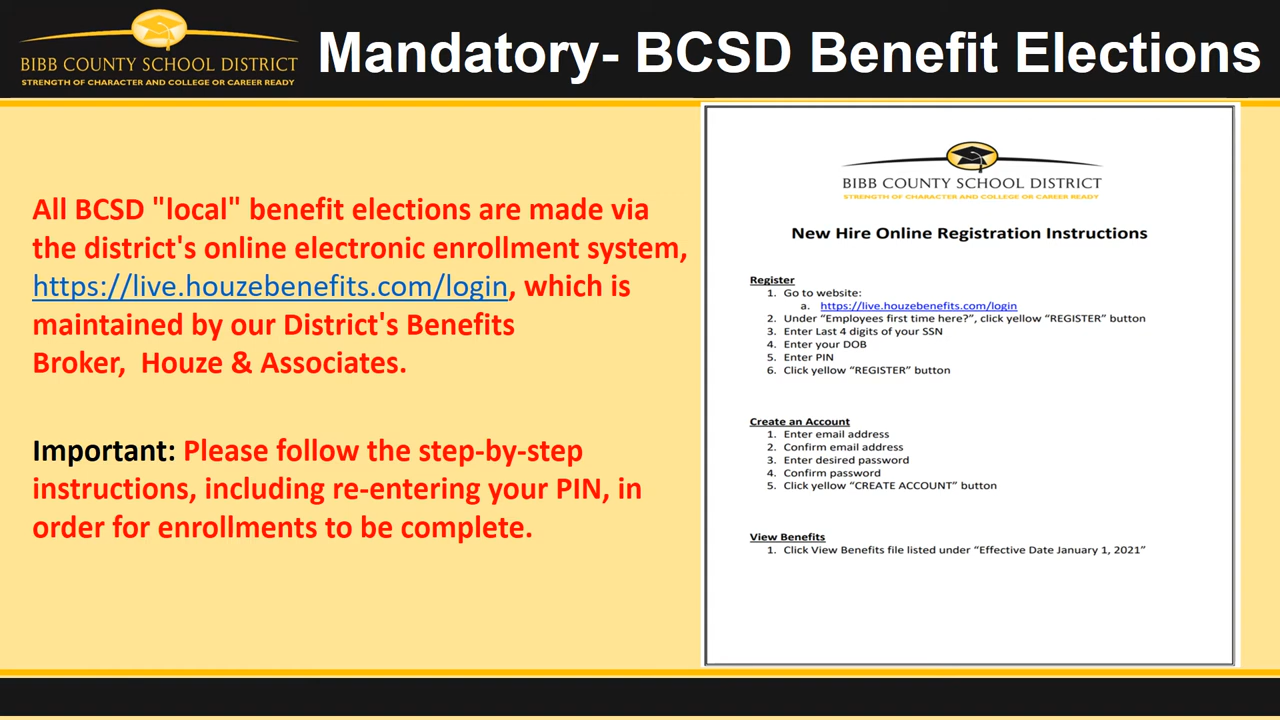 BIBB COUNTY SCHOOL DISTRICT
STRENGTH OF CHARACTER AND COLLEGE OR CAREER READY
Mandatory- BCSD Benefit Elections
All BCSD "local" benefit elections are made via
the district's online electronic enrollment system,
https://live.houzebenefits.com/login, which is
maintained by our District's Benefits
Broker,  Houze & Associates.
Important: Please follow the step-by-step
instructions, including re-entering your PIN, in
order for enrollments to be complete.
BIBB COUNTY SCHOOL DISTRICT
STRENGTH OF CHARACTER AND COLLEGE OR CAREER READY
New Hire Online Registration Instructions
Register
1. Go to website:
a. https://live.houzebenefits.com/login
2. Under “Employees first time here?”, click yellow “REGISTER” button
3. Enter Last 4 digits of your SSN
4. Enter your DOB
5. Enter PIN
6. Click yellow “REGISTER” button
Create an Account
1. Enter email address
2. Confirm email address
3. Enter desired password
4. Confirm password
5. Click yellow “CREATE ACCOUNT” button
View Benefits
1. Click View Benefits file listed under “Effective Date January 1, 2021”